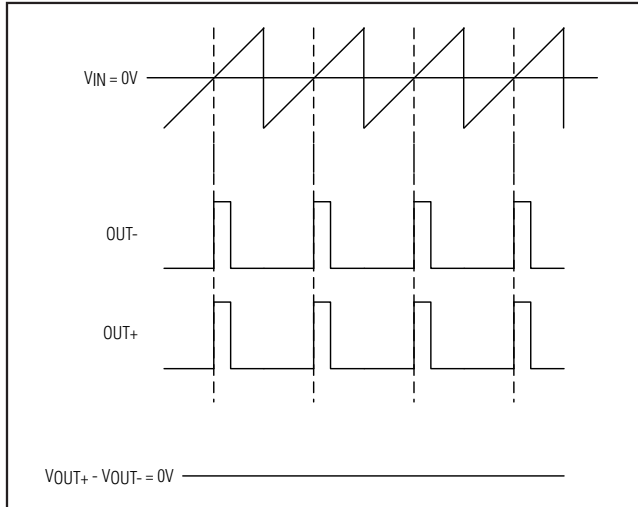 VIN = 0V
OUT-
OUT+
VOUT+ - VOUT- = 0V